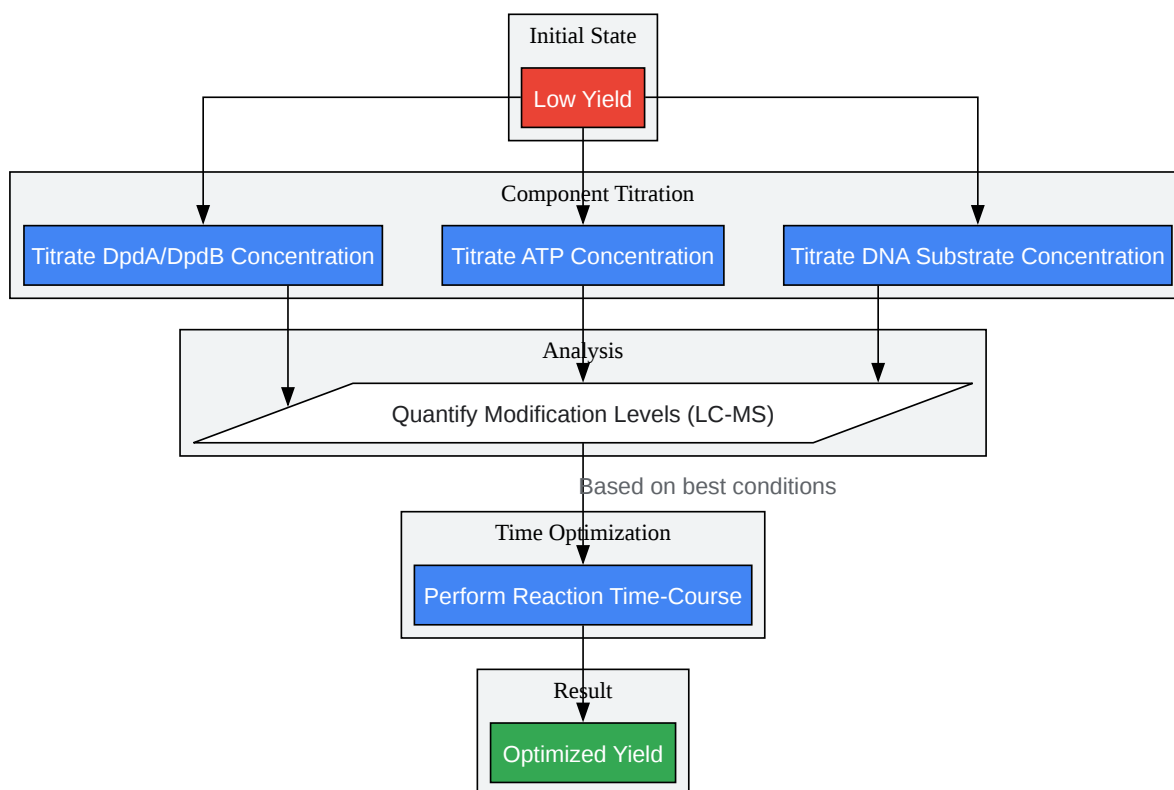 Initial State
Low Yield
Component Titration
Titrate DpdA/DpdB Concentration
Titrate ATP Concentration
Titrate DNA Substrate Concentration
Analysis
Quantify Modification Levels (LC-MS)
Based on best conditions
Time Optimization
Perform Reaction Time-Course
Result
Optimized Yield